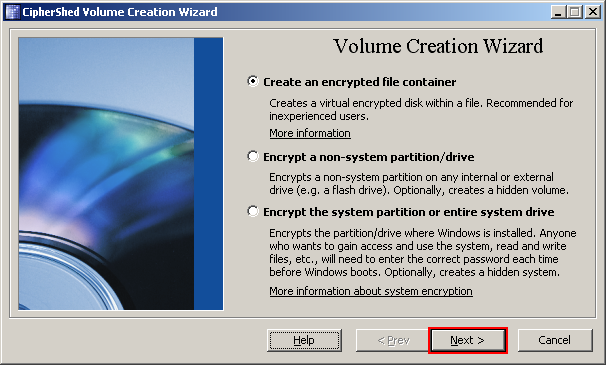 CipherShed Volume Creation Wizard
Volume Creation Wizard
Create an encrypted file container
Creates a virtual encrypted disk within a file. Recommended for
inexperienced users.
More information
Encrypt a non-system partition/drive
Encrypts a non-system partition on any internal or external
drive (e.g. a flash drive). Optionally, creates a hidden volume.
Encrypt the system partition or entire system drive
Encrypts the partition/drive where Windows is installed. Anyone
who wants to gain access and use the system, read and write
files, etc., will need to enter the correct password each time
before Windows boots. Optionally, creates a hidden system.
More information about system encryption
Help < Prev Next > Cancel